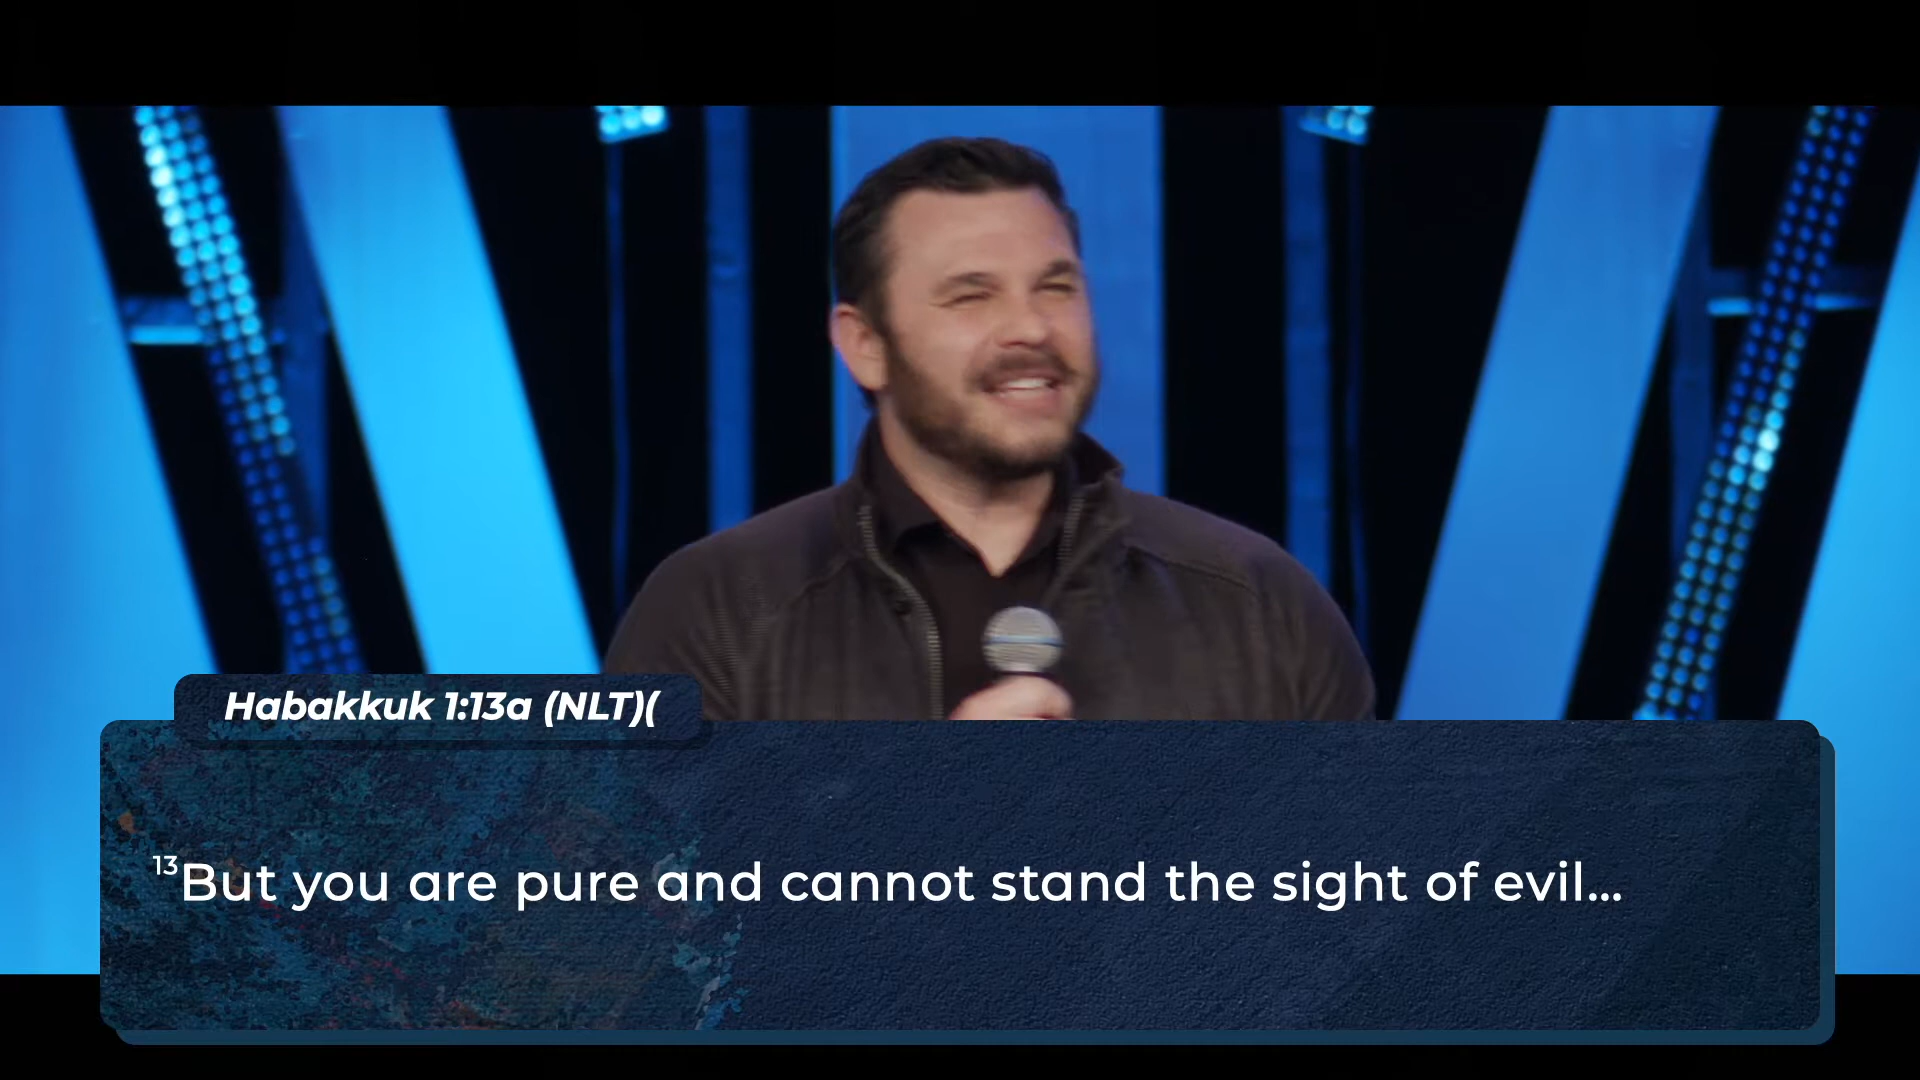 Habakkuk 1:13a (NLT)(
13But you are pure and cannot stand the sight of evil...